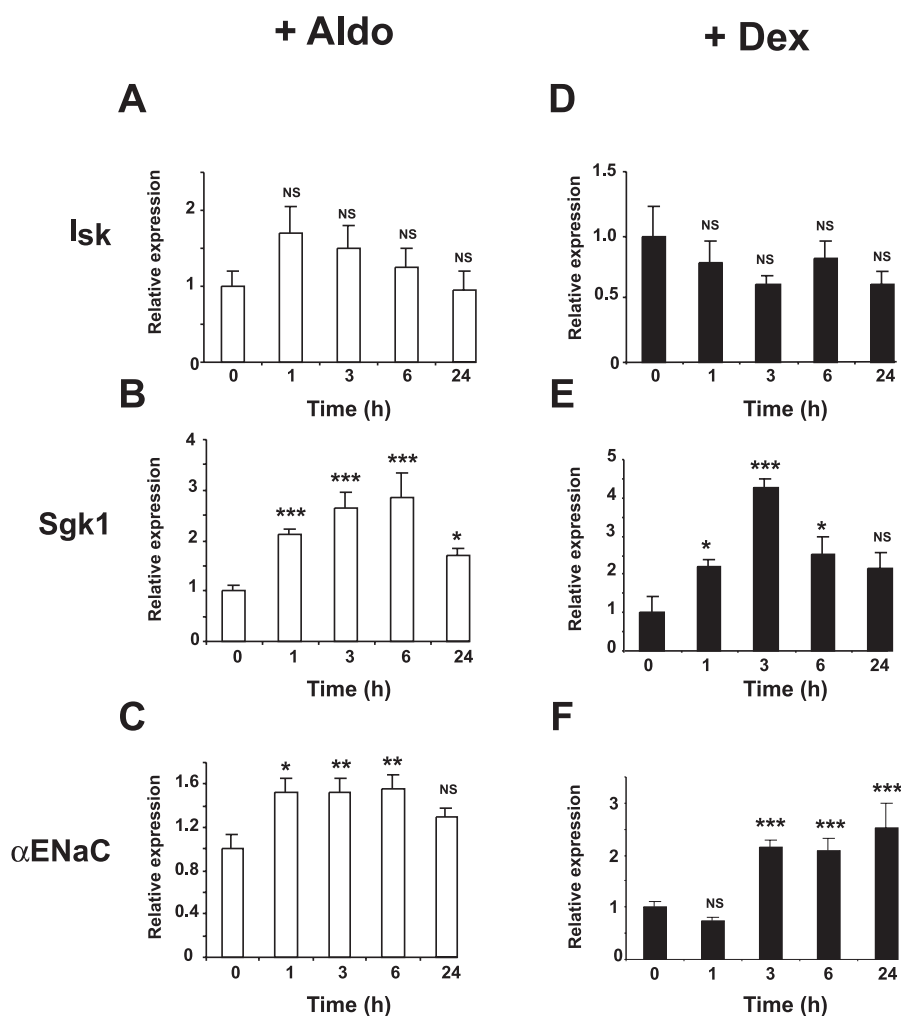 + Aldo
+ Dex
A
D
Isk
Relative expression
2
1
0
NS
NS
NS
NS
0 1 3 6 24
Time (h)
Relative expression
1.5
1.0
0.5
0
NS
NS
NS
NS
0 1 3 6 24
Time (h)
B
E
Sgk1
Relative expression
4
3
2
1
0
***
***
***
*
0 1 3 6 24
Time (h)
Relative expression
5
4
3
2
1
0
*
***
*
NS
0 1 3 6 24
Time (h)
C
F
αENaC
Relative expression
1.6
1.2
0.8
0.4
0
*
**
**
NS
0 1 3 6 24
Time (h)
Relative expression
3
2
1
0
NS
***
***
***
0 1 3 6 24
Time (h)